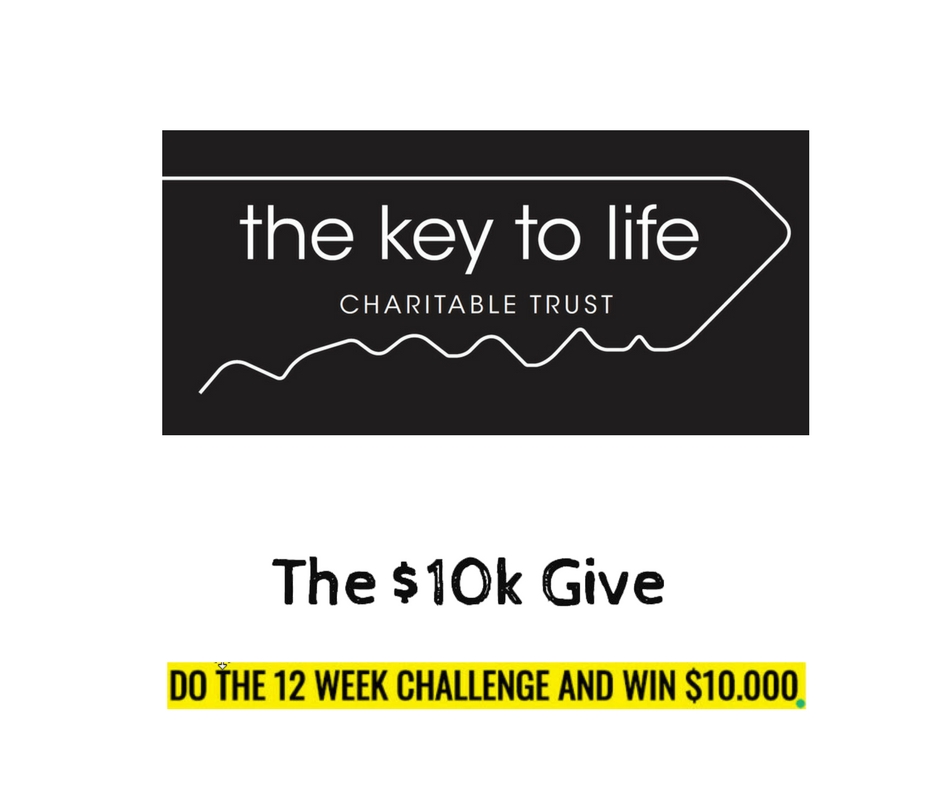 the key to life
CHARITABLE TRUST
The $10k Give
DO THE 12 WEEK CHALLENGE AND WIN $10.000